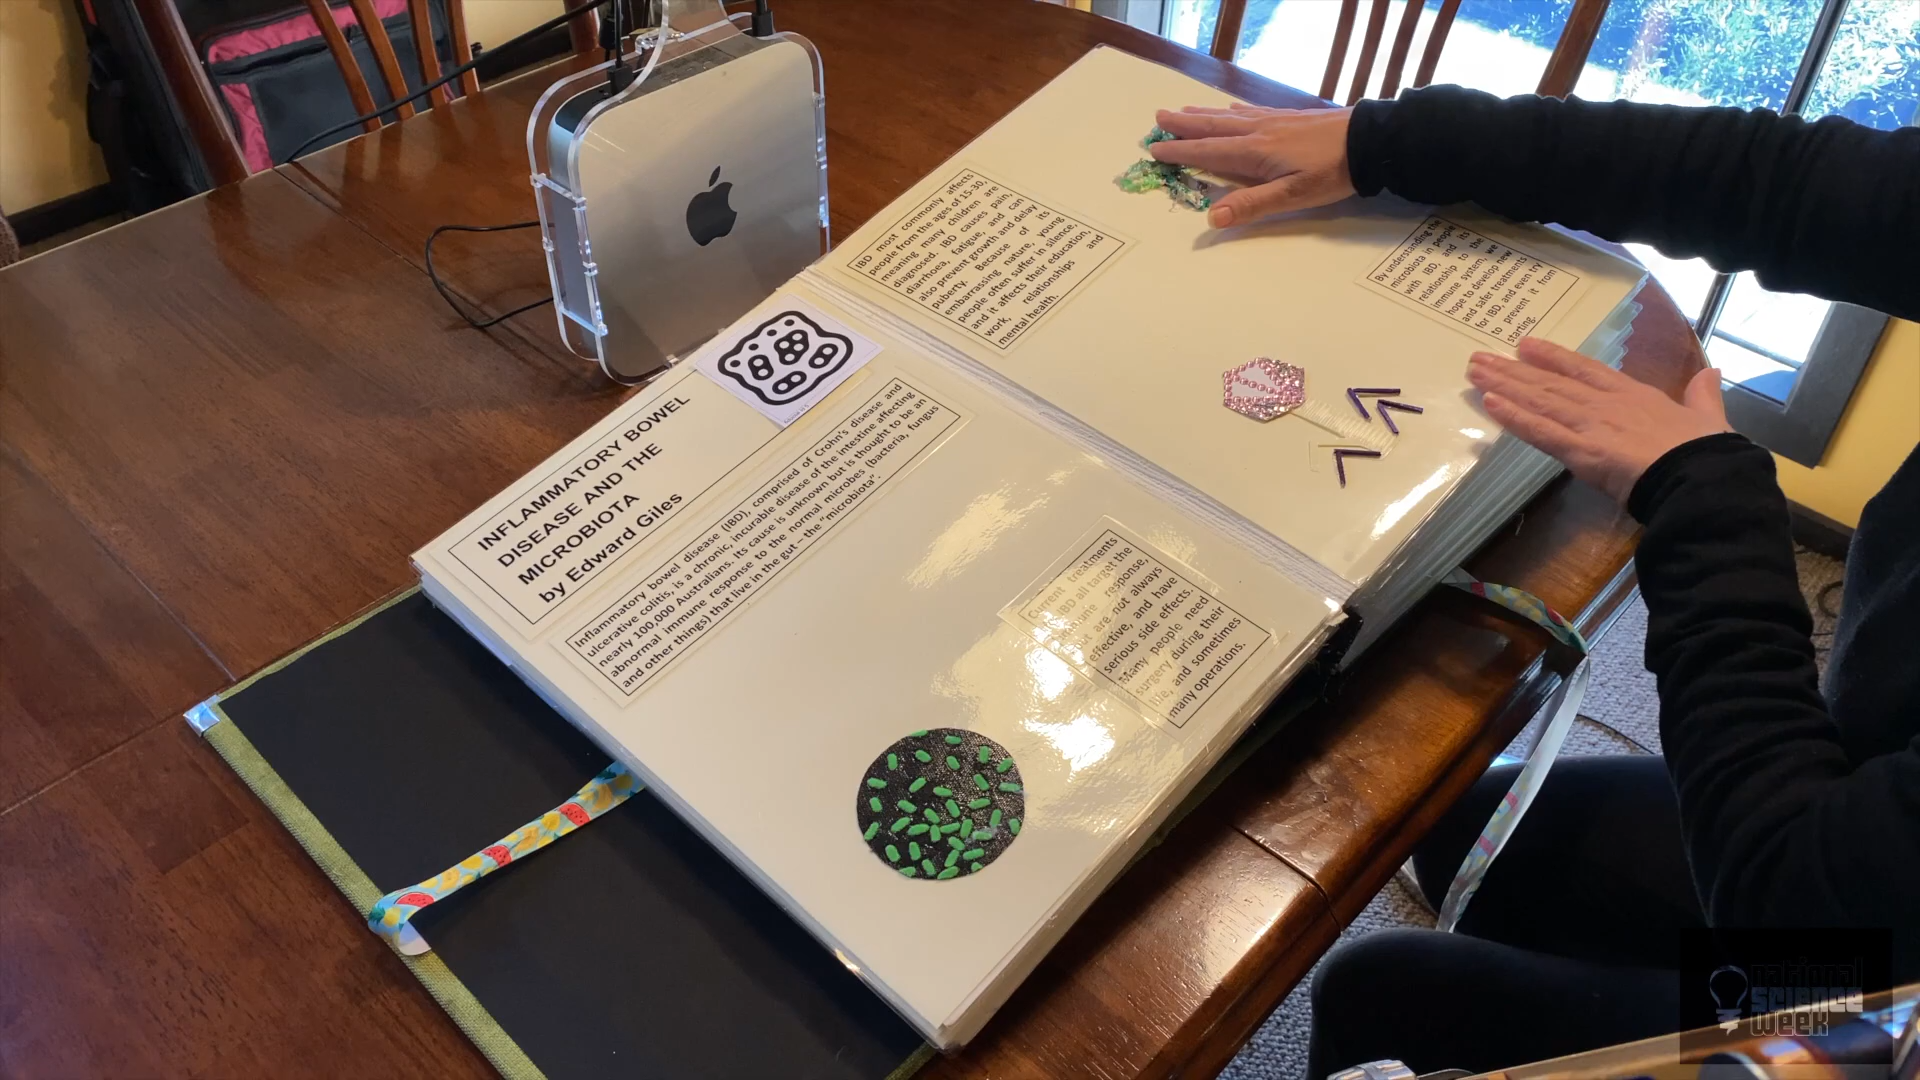 INFLAMMATORY BOWEL
DISEASE AND THE
MICROBIOTA
by Edward Giles
Inflammatory bowel disease (IBD), comprised of Crohn's disease and
ulcerative colitis, is a chronic, incurable disease of the intestine affecting
nearly 100,000 Australians. Its cause is unknown but is thought to be an
abnormal immune response to the normal microbes (bacteria, fungus
and other things) that live in the gut – the "microbiota".
Current treatments
IBD all target the
immune response,
but are not always
effective, and have
serious side effects.
Many people need
surgery during their
life, and sometimes
many operations.
IBD most commonly affects
people from the ages of 15-30,
meaning many children are
diagnosed. IBD causes pain,
diarrhoea, fatigue, and can
also prevent growth and delay
puberty. Because of its
embarrassing nature, young
people often suffer in silence,
and it affects their education,
work, relationships and
mental health.
By understanding the
microbiota in people
with IBD, and its
relationship to the
immune system, we
hope to develop new
and safer treatments
for IBD, and even try
to prevent it from
starting.
national
science
week